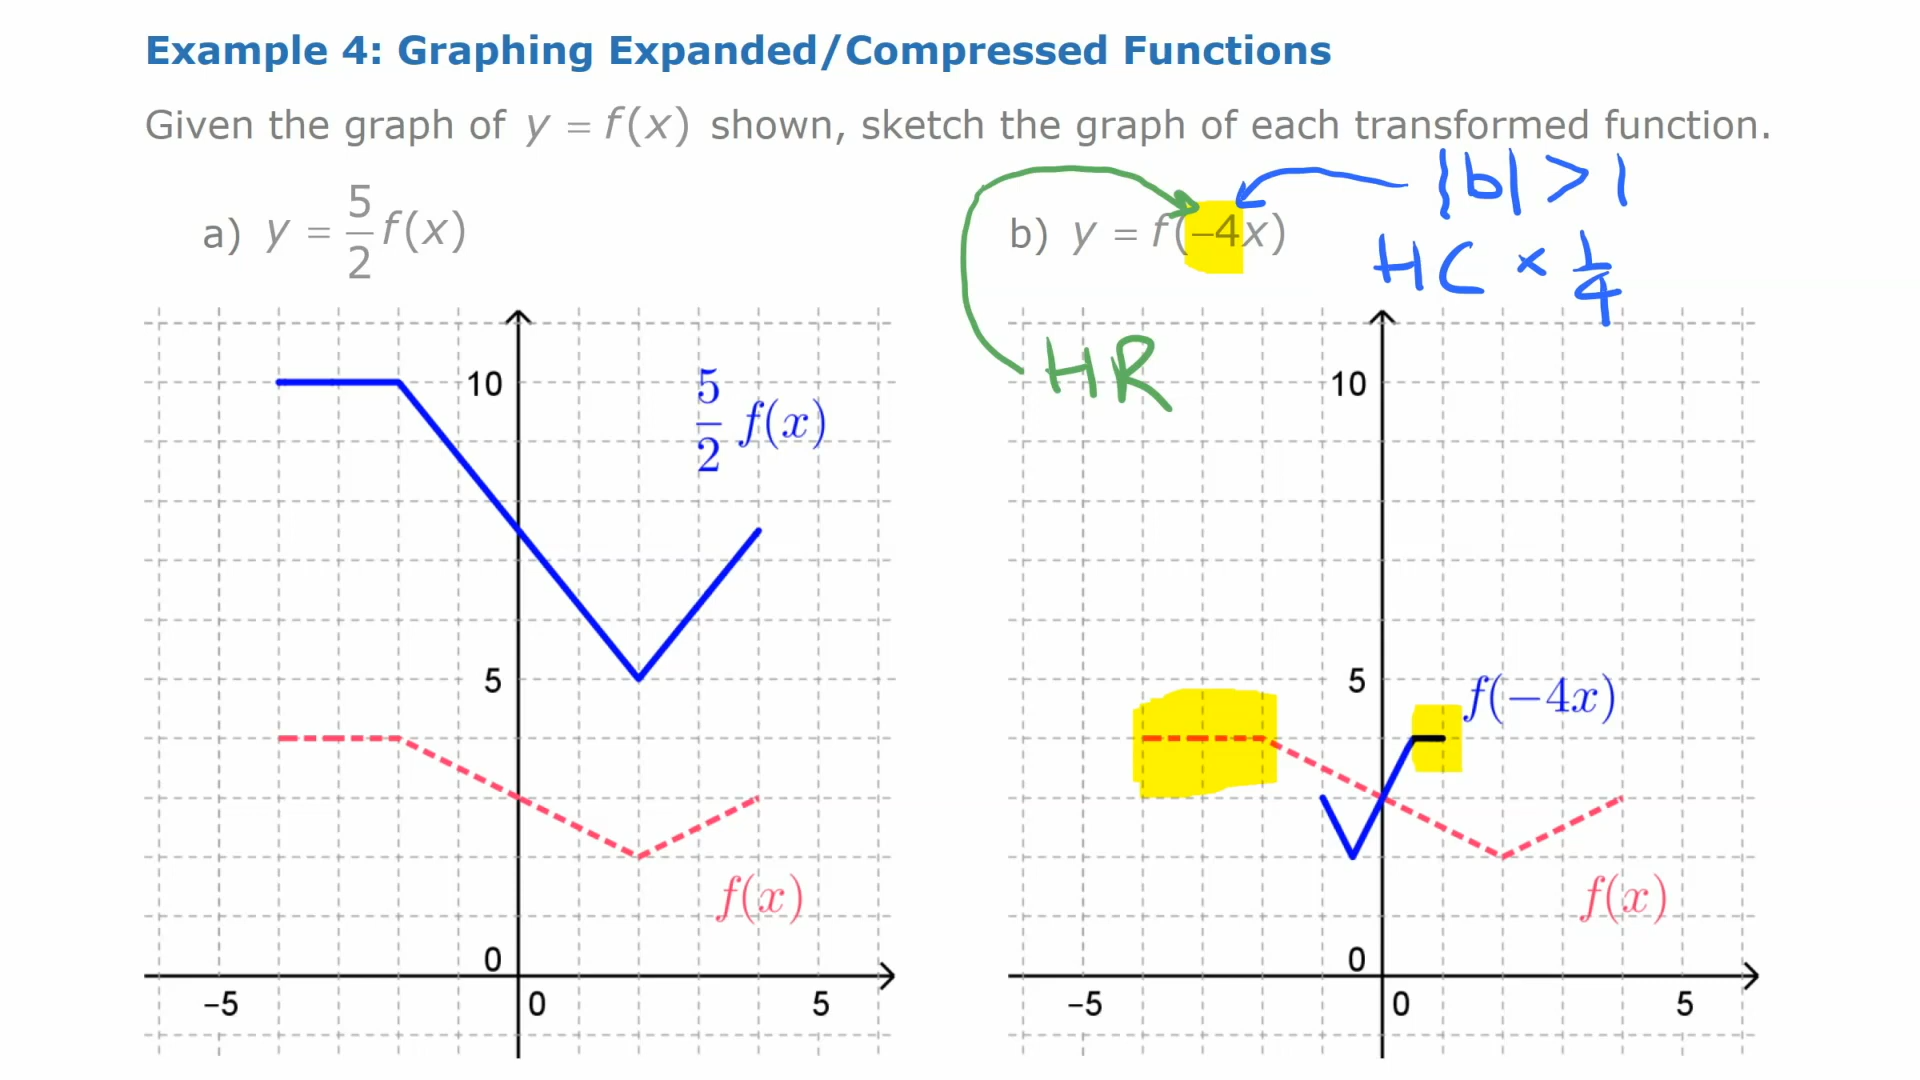 Example 4: Graphing Expanded/Compressed Functions
Given the graph of y = f(x) shown, sketch the graph of each transformed function.
a) y = 5/2 f(x)
b) y = f(−4x)
|b| > 1
HC × 1/4
HR
10
5/2 f(x)
5
f(x)
0
−5
0
5
10
5
f(−4x)
f(x)
0
−5
0
5